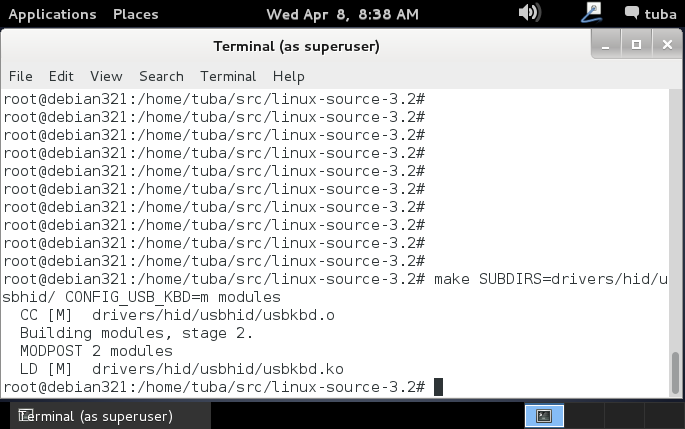 Applications Places Wed Apr 8, 8:38 AM tuba
Terminal (as superuser)
File Edit View Search Terminal Help
root@debian321:/home/tuba/src/linux-source-3.2#
root@debian321:/home/tuba/src/linux-source-3.2#
root@debian321:/home/tuba/src/linux-source-3.2#
root@debian321:/home/tuba/src/linux-source-3.2#
root@debian321:/home/tuba/src/linux-source-3.2#
root@debian321:/home/tuba/src/linux-source-3.2#
root@debian321:/home/tuba/src/linux-source-3.2#
root@debian321:/home/tuba/src/linux-source-3.2#
root@debian321:/home/tuba/src/linux-source-3.2#
root@debian321:/home/tuba/src/linux-source-3.2#
root@debian321:/home/tuba/src/linux-source-3.2# make SUBDIRS=drivers/hid/u
sbhid/ CONFIG_USB_KBD=m modules
CC [M] drivers/hid/usbhid/usbkbd.o
Building modules, stage 2.
MODPOST 2 modules
LD [M] drivers/hid/usbhid/usbkbd.ko
root@debian321:/home/tuba/src/linux-source-3.2#
Terminal (as superuser)